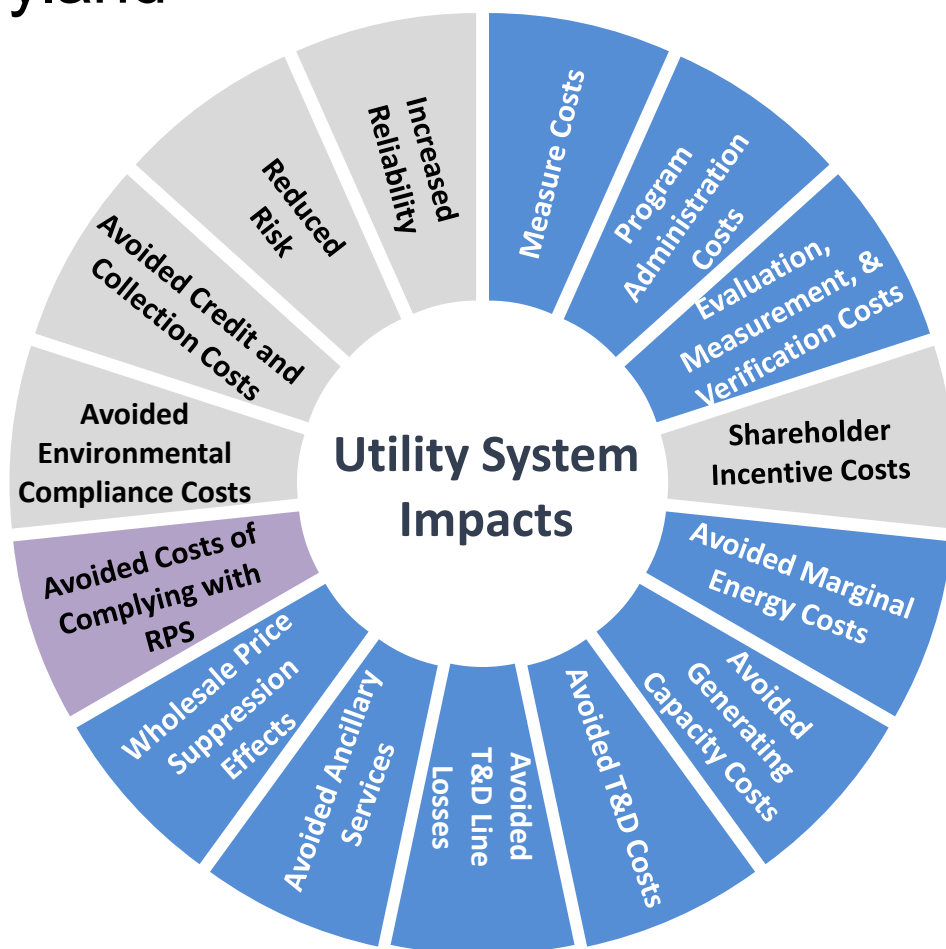 yland
Utility System
Impacts
Measure Costs
Program
Administration
Costs
Evaluation,
Measurement, &
Verification Costs
Shareholder
Incentive Costs
Avoided Marginal
Energy Costs
Avoided
Generating
Capacity Costs
Avoided T&D Costs
Avoided
T&D Line
Losses
Avoided Ancillary
Services
Wholesale Price
Suppression
Effects
Avoided Costs of
Complying with
RPS
Avoided
Environmental
Compliance Costs
Avoided Credit and
Collection Costs
Reduced
Risk
Increased
Reliability